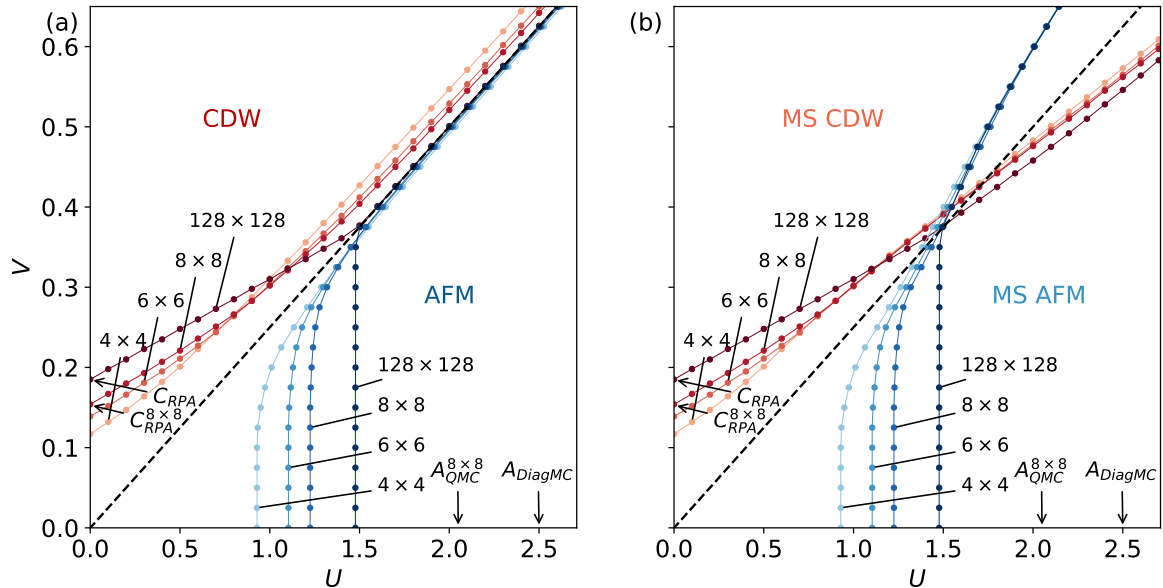 (a)
CDW
AFM
128 × 128
8 × 8
6 × 6
4 × 4
C_RPA
C_RPA^8×8
128 × 128
8 × 8
6 × 6
4 × 4
A_QMC^8×8
A_DiagMC
V
0.6
0.5
0.4
0.3
0.2
0.1
0.0
0.0 0.5 1.0 1.5 2.0 2.5
U
(b)
MS CDW
MS AFM
128 × 128
8 × 8
6 × 6
4 × 4
C_RPA
C_RPA^8×8
128 × 128
8 × 8
6 × 6
4 × 4
A_QMC^8×8
A_DiagMC
0.0 0.5 1.0 1.5 2.0 2.5
U